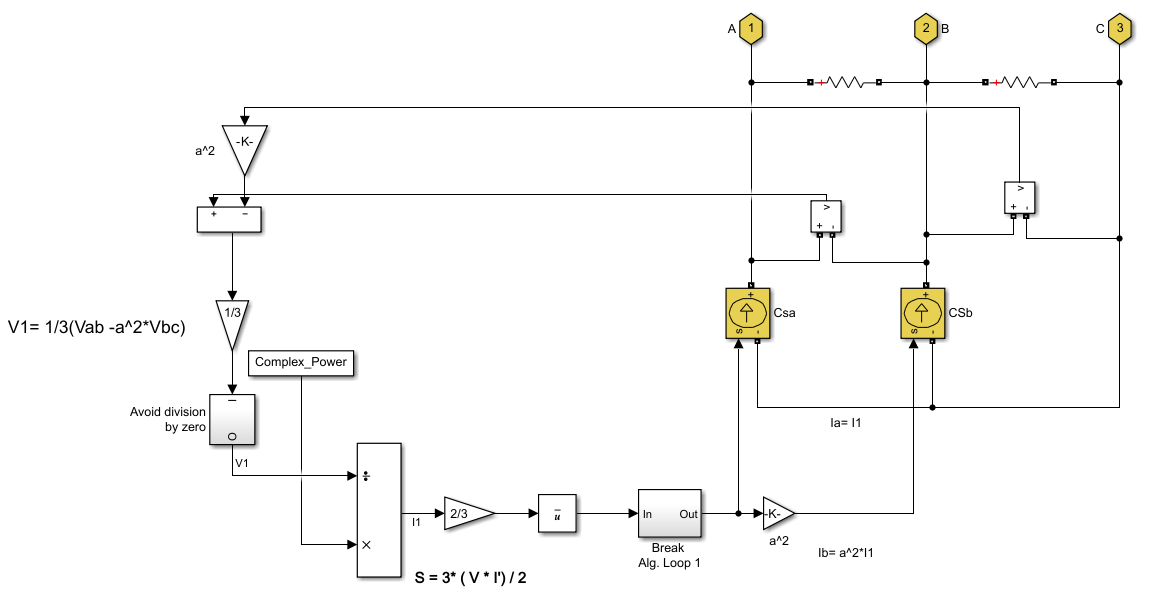 A 1 2 B C 3
+ +
-K-
a^2
+ −
v
+ -
v
+ -
1/3
V1= 1/3(Vab -a^2*Vbc)
+
s -
Csa
+
s -
CSb
Complex_Power
Avoid division
by zero
I
O
V1
Ia= I1
÷
×
I1
2/3
u
In Out
Break
Alg. Loop 1
-K-
a^2
Ib= a^2*I1
S = 3* ( V * I') / 2